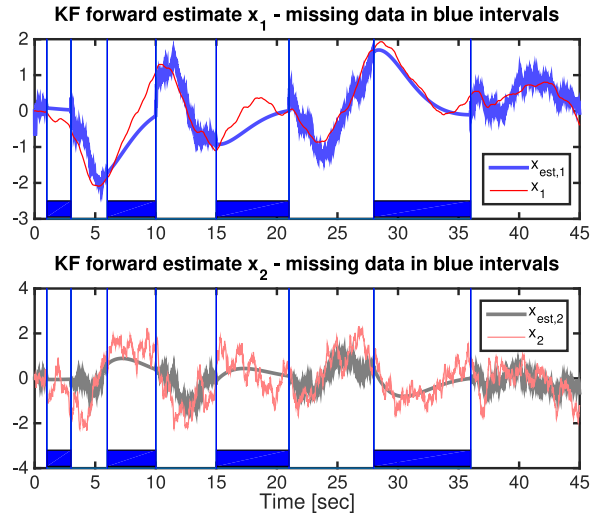 KF forward estimate x1 - missing data in blue intervals
2
1
0
-1
-2
-3
xest,1
x1
0 5 10 15 20 25 30 35 40 45
KF forward estimate x2 - missing data in blue intervals
4
2
0
-2
-4
xest,2
x2
0 5 10 15 20 25 30 35 40 45
Time [sec]